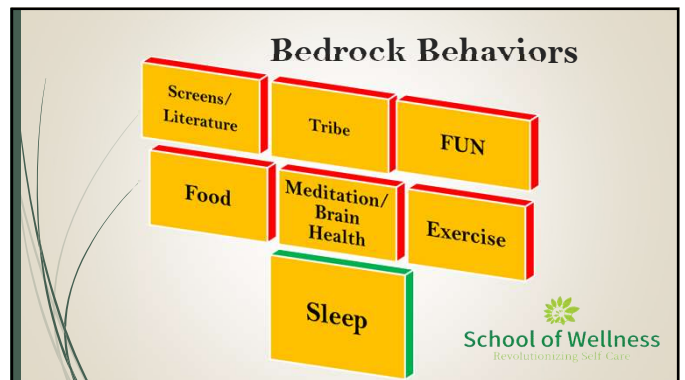 Bedrock Behaviors
Screens/
Literature
Tribe
FUN
Food
Meditation/
Brain
Health
Exercise
Sleep
School of Wellness
Revolutionizing Self Care